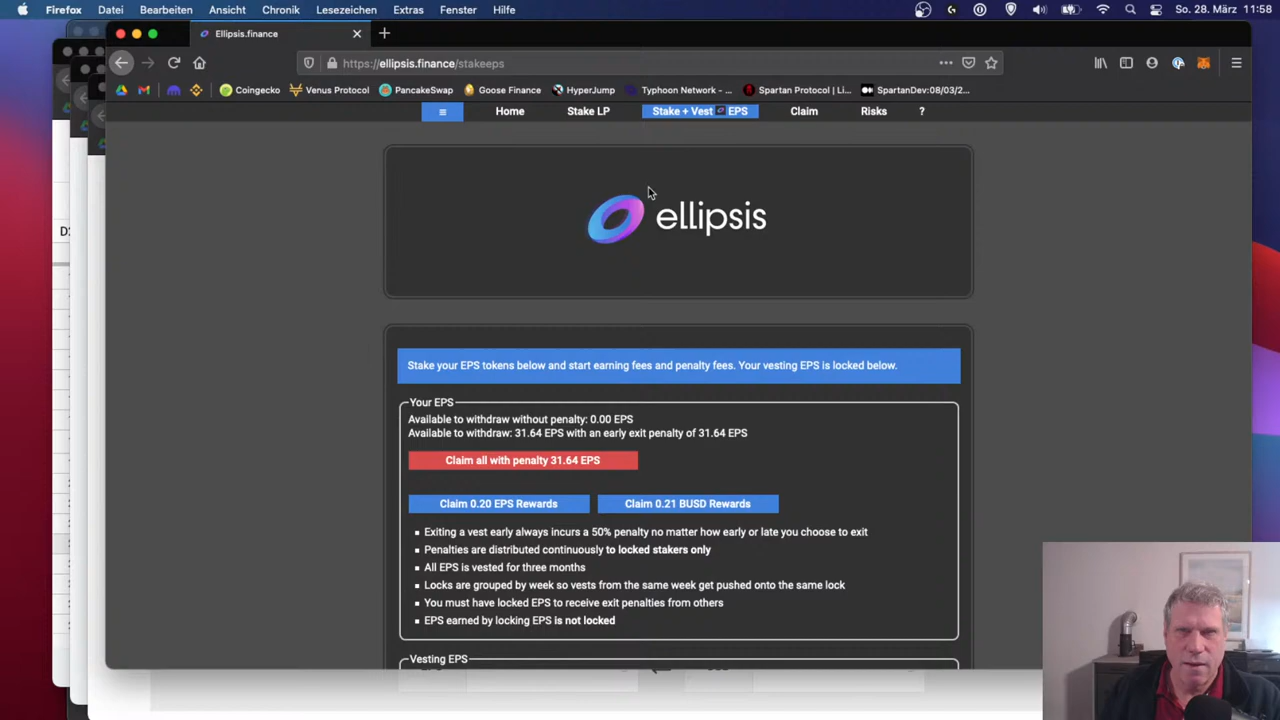 Firefox Datei Bearbeiten Ansicht Chronik Lesezeichen Extras Fenster Hilfe So. 28. März 11:58
Ellipsis.finance
https://ellipsis.finance/stakeeps
Coingecko Venus Protocol PancakeSwap Goose Finance HyperJump Typhoon Network - ... Spartan Protocol | Li... SpartanDev:08/03/2...
Home Stake LP Stake + Vest EPS Claim Risks ?
ellipsis
Stake your EPS tokens below and start earning fees and penalty fees. Your vesting EPS is locked below.
Your EPS
Available to withdraw without penalty: 0.00 EPS
Available to withdraw: 31.64 EPS with an early exit penalty of 31.64 EPS
Claim all with penalty 31.64 EPS
Claim 0.20 EPS Rewards Claim 0.21 BUSD Rewards
Exiting a vest early always incurs a 50% penalty no matter how early or late you choose to exit
Penalties are distributed continuously to locked stakers only
All EPS is vested for three months
Locks are grouped by week so vests from the same week get pushed onto the same lock
You must have locked EPS to receive exit penalties from others
EPS earned by locking EPS is not locked
Vesting EPS